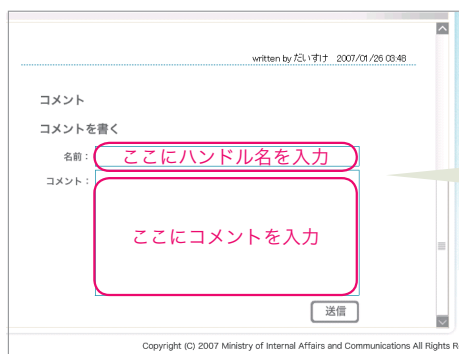 written by だいすけ 2007/01/26 03:48
コメント
コメントを書く
名前：
ここにハンドル名を入力
コメント：
ここにコメントを入力
送信
Copyright (C) 2007 Ministry of Internal Affairs and Communications All Rights R